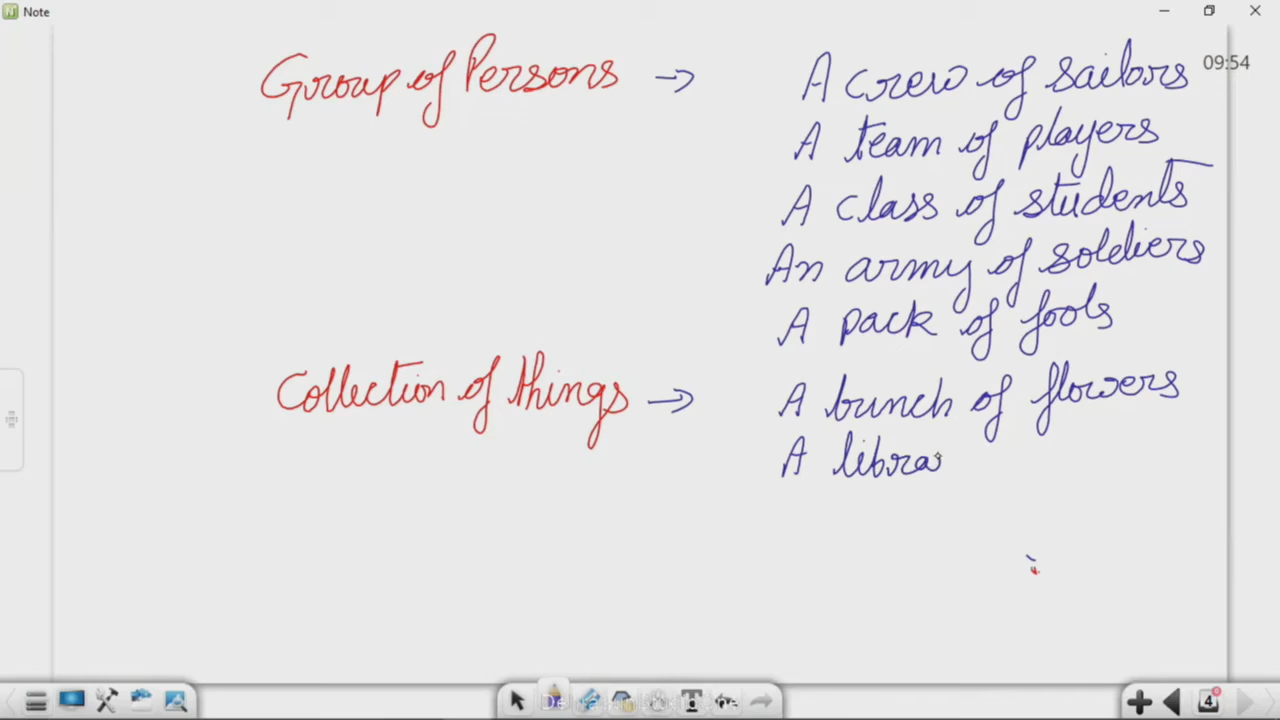 Note
09:54
Group of Persons → A crew of sailors
A team of players
A class of students
An army of soldiers
A pack of fools
Collection of things → A bunch of flowers
A libra
4